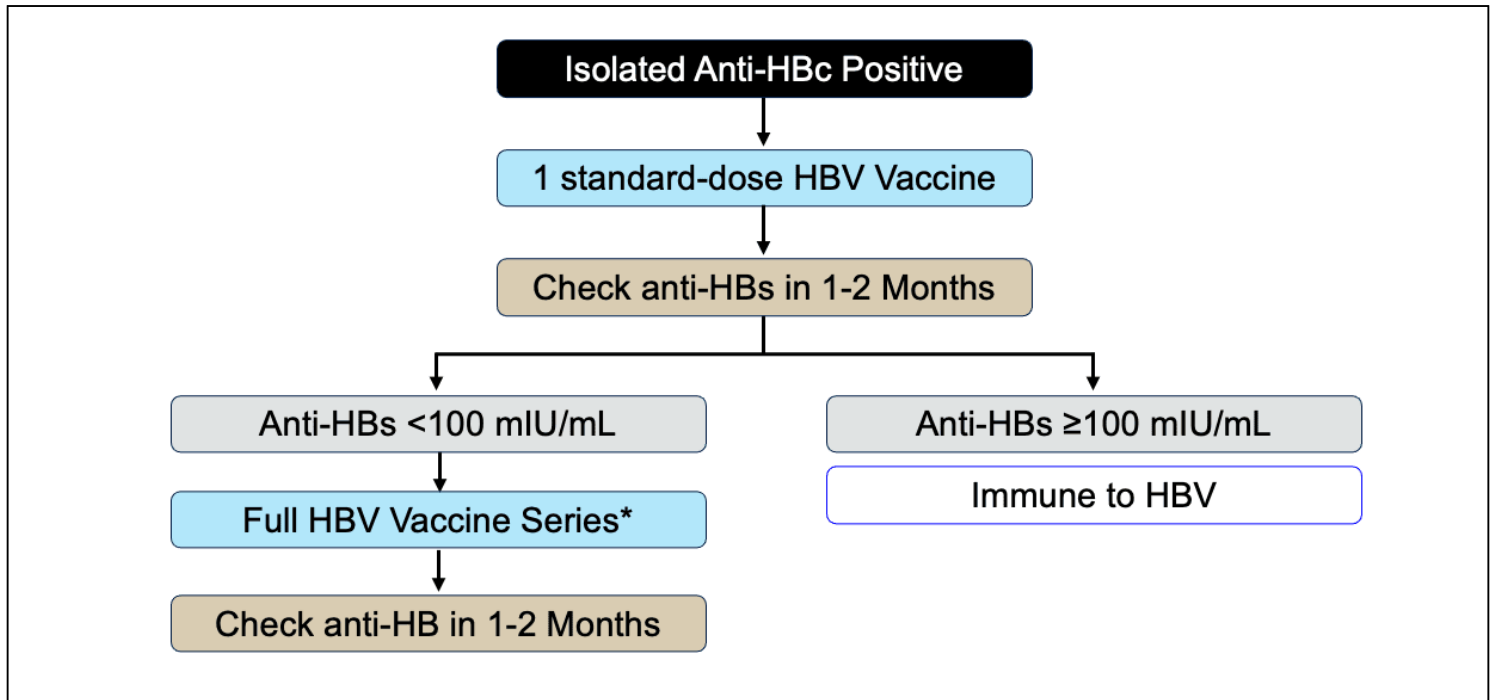 Isolated Anti-HBc Positive
1 standard-dose HBV Vaccine
Check anti-HBs in 1-2 Months
Anti-HBs <100 mIU/mL
Anti-HBs ≥100 mIU/mL
Immune to HBV
Full HBV Vaccine Series*
Check anti-HB in 1-2 Months